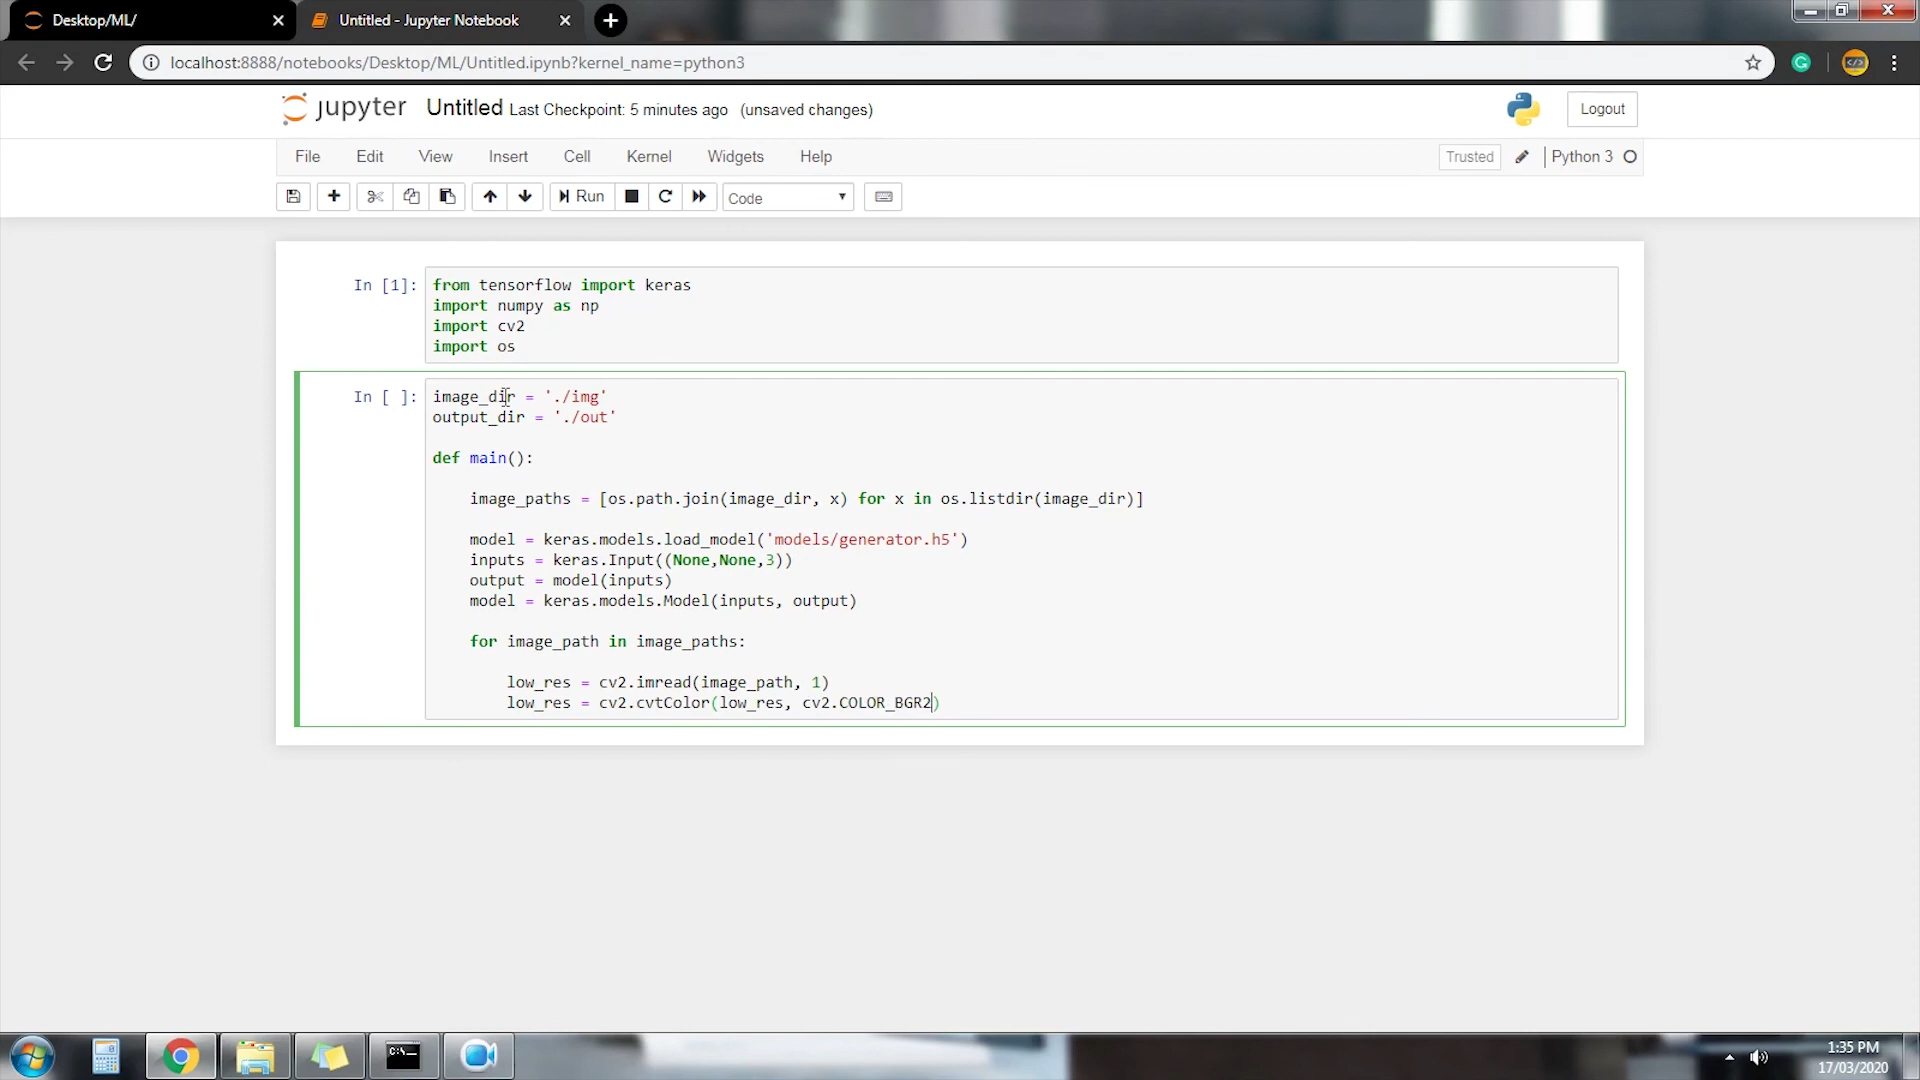 Desktop/ML/
Untitled - Jupyter Notebook
localhost:8888/notebooks/Desktop/ML/Untitled.ipynb?kernel_name=python3
jupyter Untitled Last Checkpoint: 5 minutes ago (unsaved changes)
Logout
File Edit View Insert Cell Kernel Widgets Help
Trusted
Python 3
Run
Code
In [1]:
from tensorflow import keras
import numpy as np
import cv2
import os
In [ ]:
image_dir = './img'
output_dir = './out'
def main():
image_paths = [os.path.join(image_dir, x) for x in os.listdir(image_dir)]
model = keras.models.load_model('models/generator.h5')
inputs = keras.Input((None,None,3))
output = model(inputs)
model = keras.models.Model(inputs, output)
for image_path in image_paths:
low_res = cv2.imread(image_path, 1)
low_res = cv2.cvtColor(low_res, cv2.COLOR_BGR2)
C:\_
1:35 PM
17/03/2020